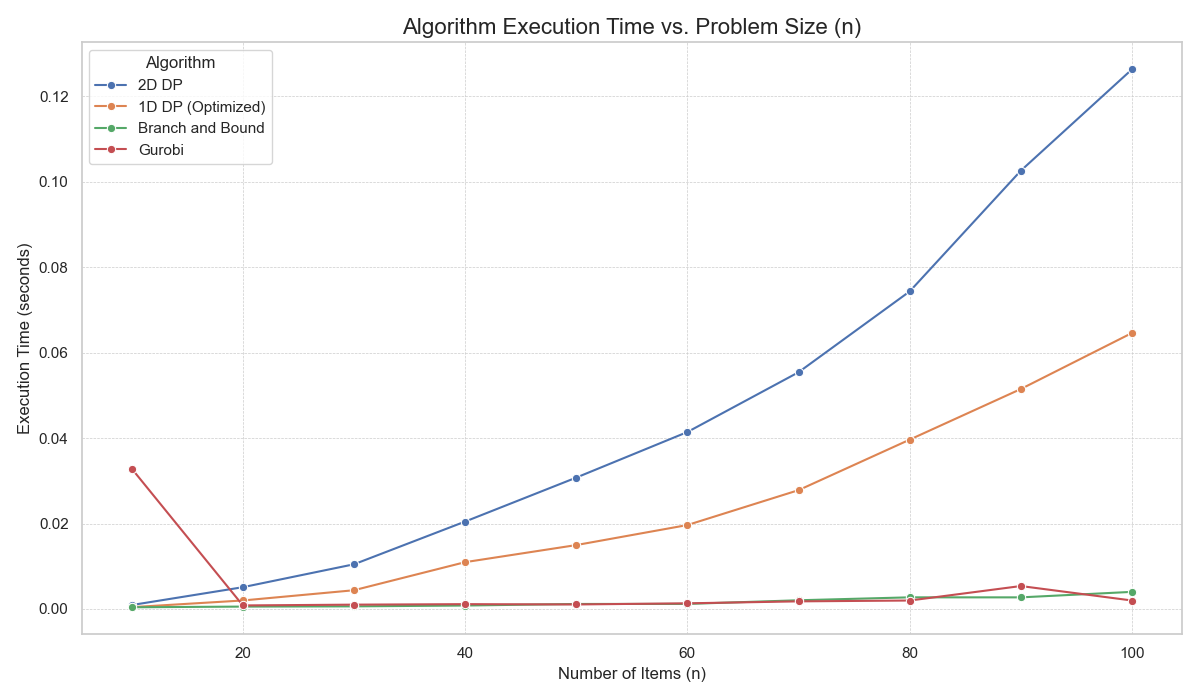 Algorithm Execution Time vs. Problem Size (n)
Algorithm
2D DP
1D DP (Optimized)
Branch and Bound
Gurobi
0.12
0.10
0.08
0.06
0.04
0.02
0.00
Execution Time (seconds)
20 40 60 80 100
Number of Items (n)